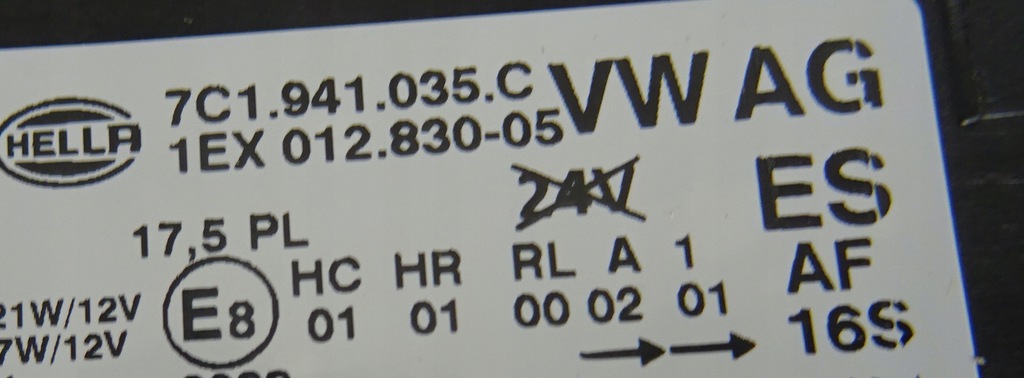 HELLA
7C1.941.035.C
1EX 012.830-05
VW AG
24V
ES
17,5 PL
HC HR RL A 1
AF
21W/12V
E8
01 01 00 02 01
16S
7W/12V